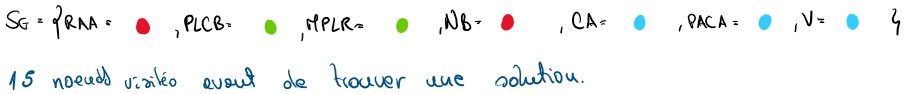 SG = {RAA = , PLCB= , MPLR= , NB= , CA= , PACA = , V= }
15 noeuds visités avant de trouver une solution.